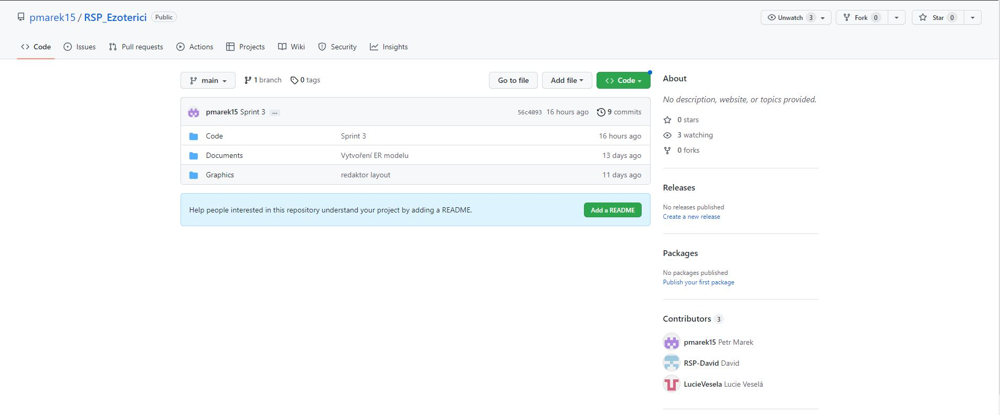 pmarek15 / RSP_Ezoterici Public
Unwatch 3 Fork 0 Star 0
Code Issues Pull requests Actions Projects Wiki Security Insights
main 1 branch 0 tags Go to file Add file Code
pmarek15 Sprint 3 ... 56c4093 16 hours ago 9 commits
Code Sprint 3 16 hours ago
Documents Vytvoření ER modelu 13 days ago
Graphics redaktor layout 11 days ago
Help people interested in this repository understand your project by adding a README. Add a README
About
No description, website, or topics provided.
0 stars
3 watching
0 forks
Releases
No releases published
Create a new release
Packages
No packages published
Publish your first package
Contributors 3
pmarek15 Petr Marek
RSP-David David
LucieVesela Lucie Veselá